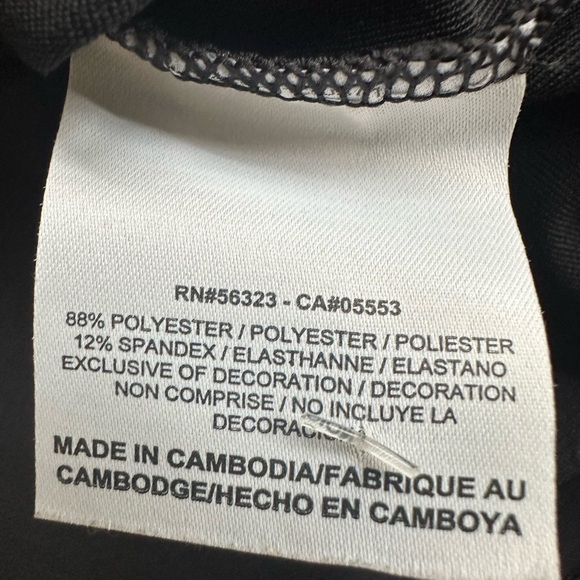 RN#56323 - CA#05553
88% POLYESTER / POLYESTER / POLIESTER
12% SPANDEX / ELASTHANNE / ELASTANO
EXCLUSIVE OF DECORATION / DECORATION
NON COMPRISE / NO INCLUYE LA
MADE IN CAMBODIA/FABRIQUE AU
CAMBODGE/HECHO EN CAMBOYA